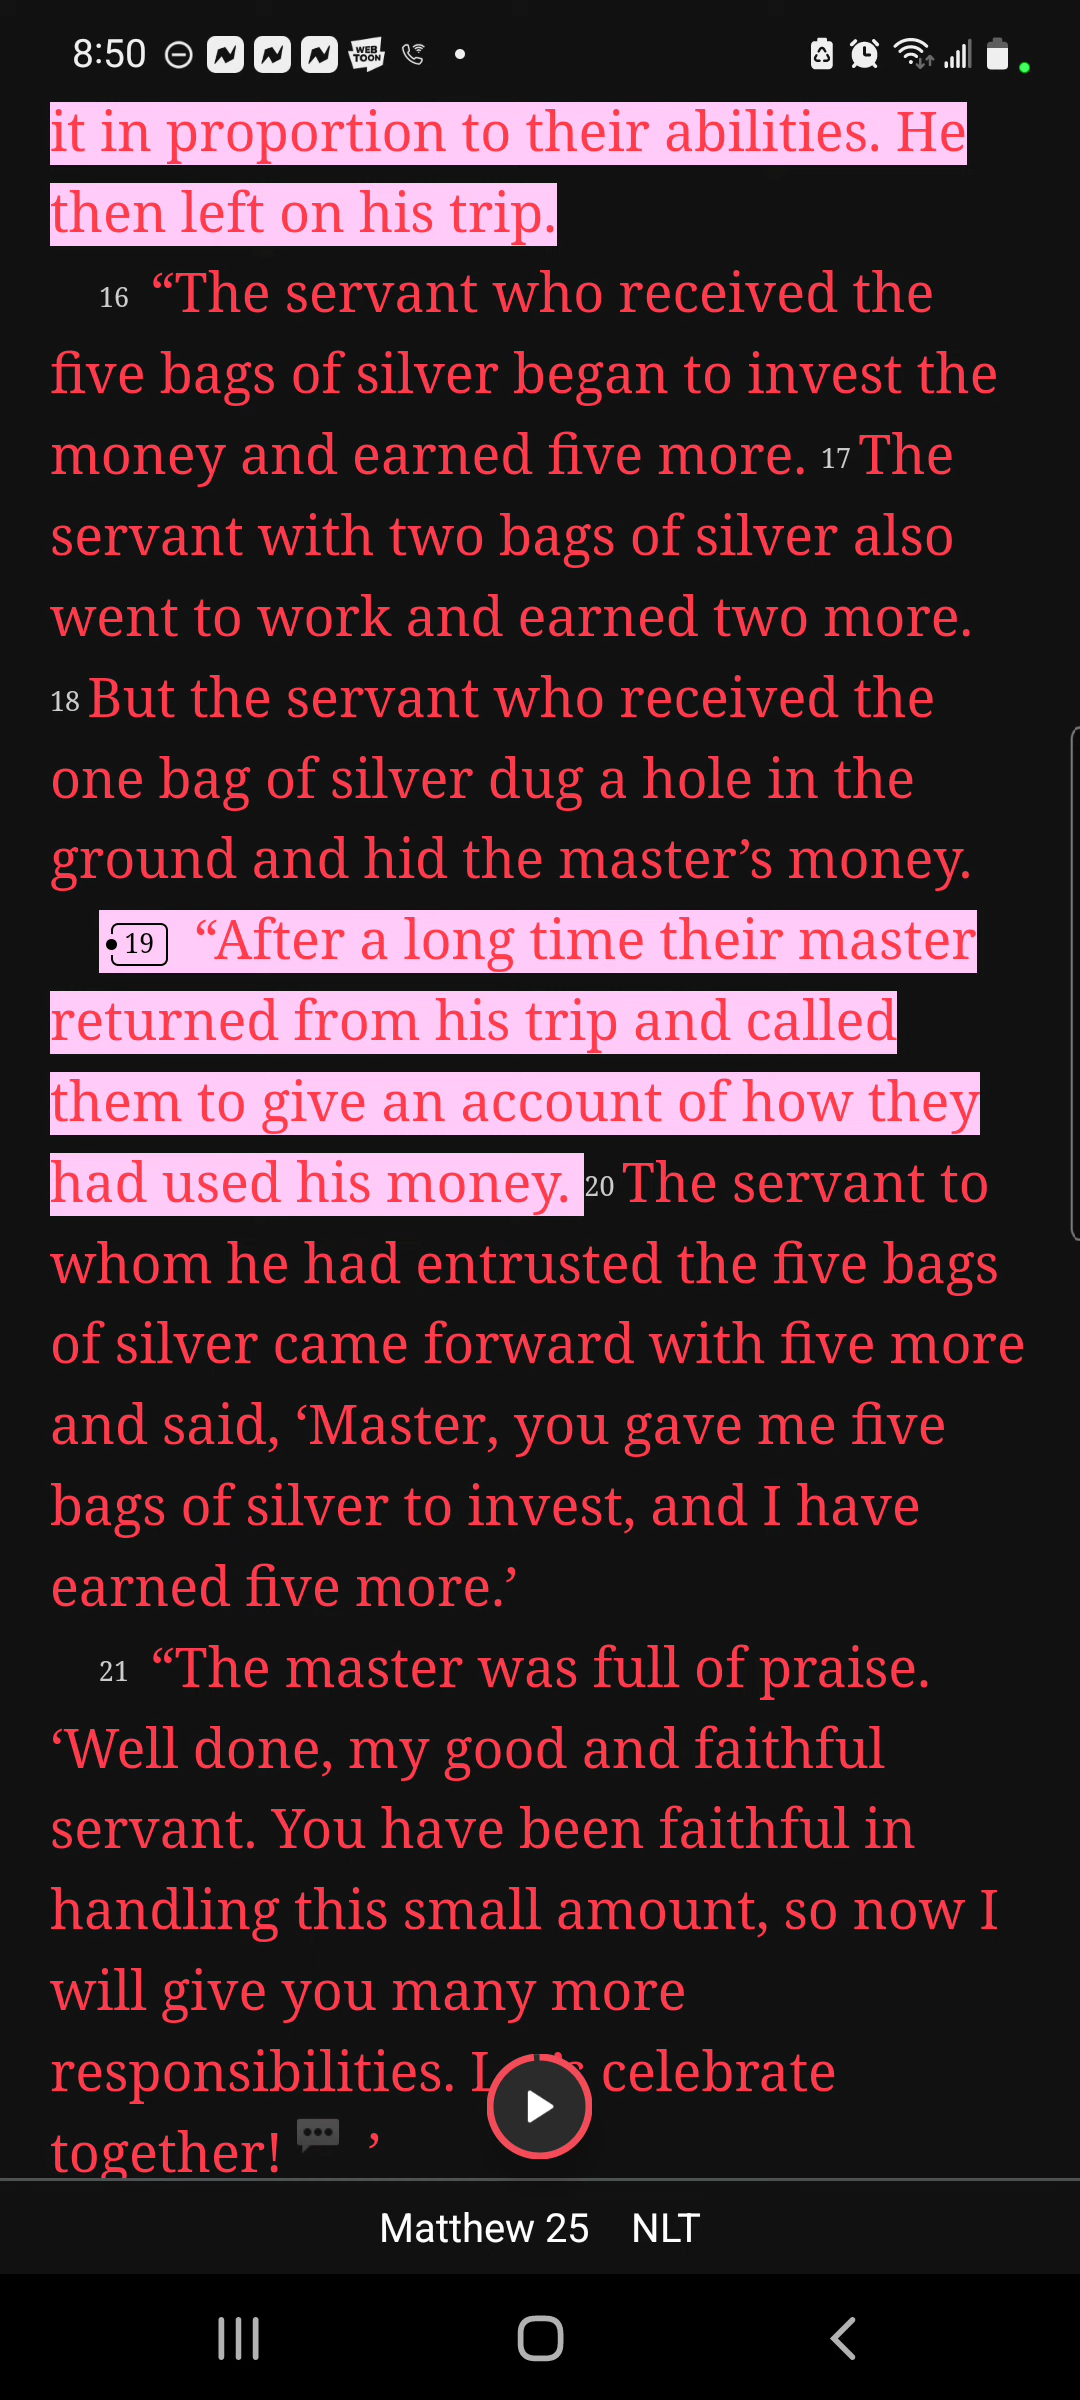 8:50
WEB
TOON
it in proportion to their abilities. He
then left on his trip.
16 “The servant who received the
five bags of silver began to invest the
money and earned five more. 17 The
servant with two bags of silver also
went to work and earned two more.
18 But the servant who received the
one bag of silver dug a hole in the
ground and hid the master’s money.
19 “After a long time their master
returned from his trip and called
them to give an account of how they
had used his money. 20 The servant to
whom he had entrusted the five bags
of silver came forward with five more
and said, ‘Master, you gave me five
bags of silver to invest, and I have
earned five more.’
21 “The master was full of praise.
‘Well done, my good and faithful
servant. You have been faithful in
handling this small amount, so now I
will give you many more
responsibilities. celebrate
together! ’
Matthew 25 NLT